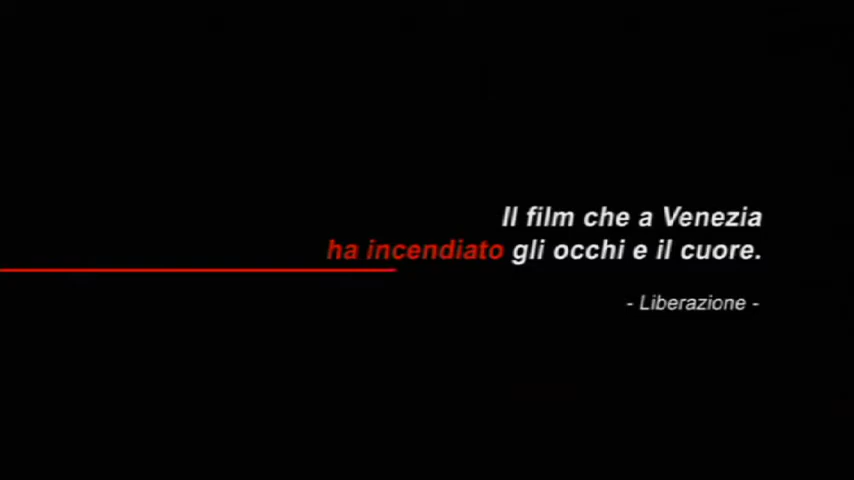 Il film che a Venezia
ha incendiato gli occhi e il cuore.
- Liberazione -